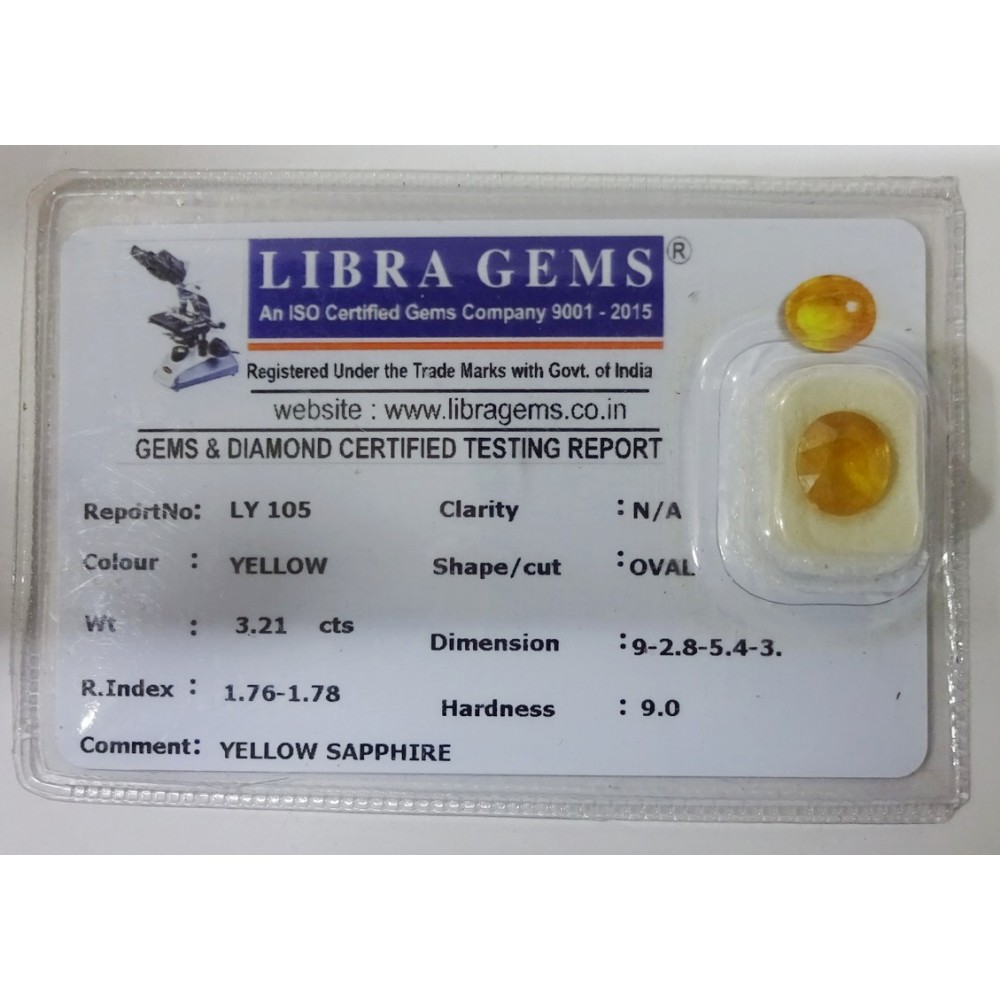 LIBRA GEMS ®
An ISO Certified Gems Company 9001 - 2015
Registered Under the Trade Marks with Govt. of India
website : www.libragems.co.in
GEMS & DIAMOND CERTIFIED TESTING REPORT
ReportNo: LY 105 Clarity : N/A
Colour : YELLOW Shape/cut : OVAL
Wt : 3.21 cts Dimension : 9-2.8-5.4-3.
R.Index : 1.76-1.78 Hardness : 9.0
Comment: YELLOW SAPPHIRE